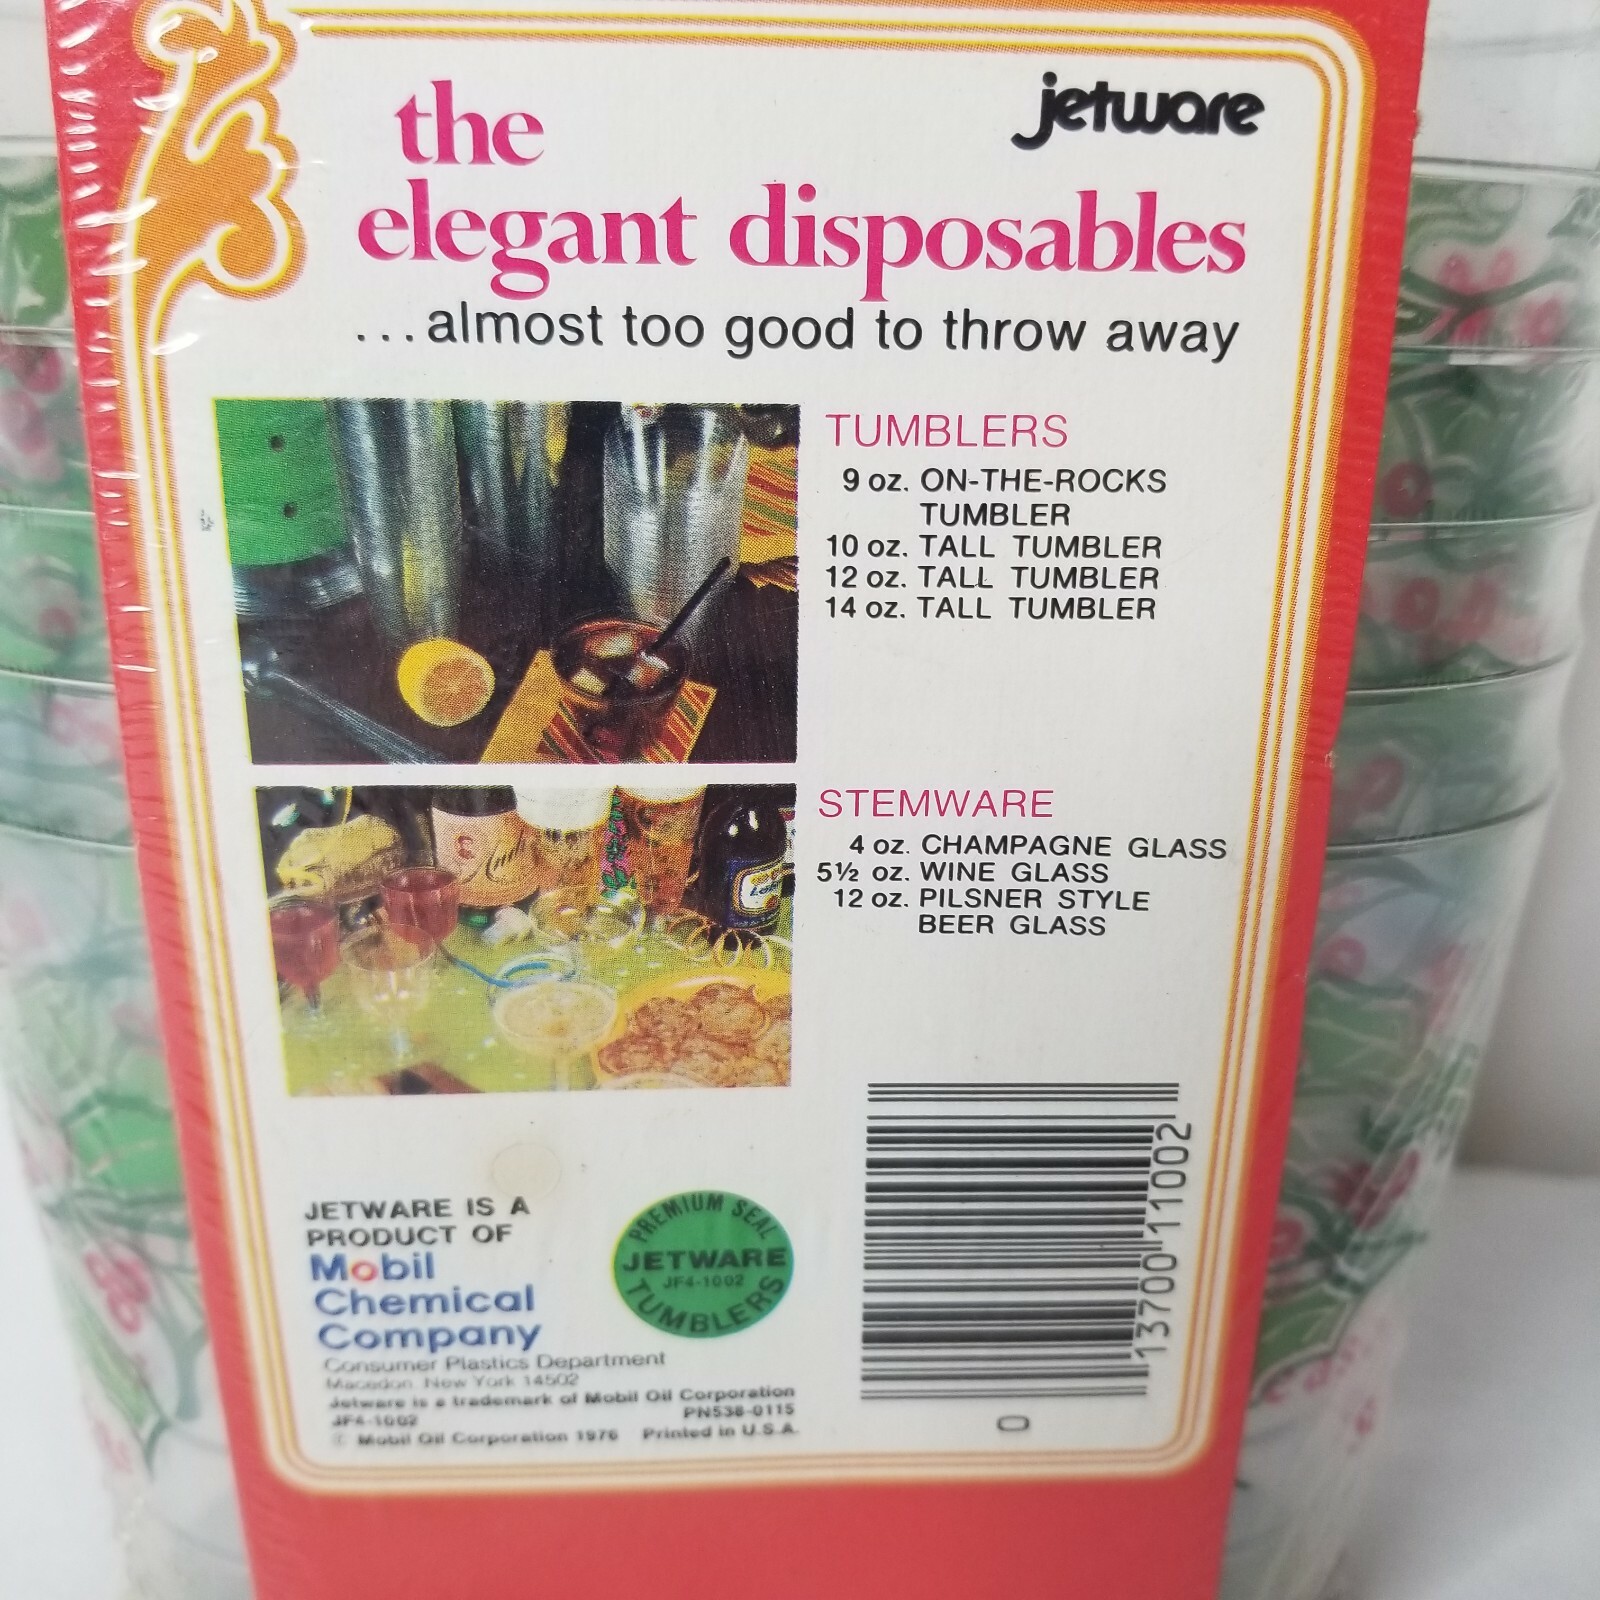 jetware
the
elegant disposables
...almost too good to throw away
TUMBLERS
9 oz. ON-THE-ROCKS
TUMBLER
10 oz. TALL TUMBLER
12 oz. TALL TUMBLER
14 oz. TALL TUMBLER
STEMWARE
4 oz. CHAMPAGNE GLASS
5½ oz. WINE GLASS
12 oz. PILSNER STYLE
BEER GLASS
JETWARE IS A
PRODUCT OF
Mobil
Chemical
Company
Consumer Plastics Department
Macedon New York 14502
Jetware is a trademark of Mobil Oil Corporation
JF4-1002 PN538-0115
© Mobil Oil Corporation 1976 Printed in U.S.A.
PREMIUM SEAL
JETWARE
JF4-1002
TUMBLERS
13700 11002
0